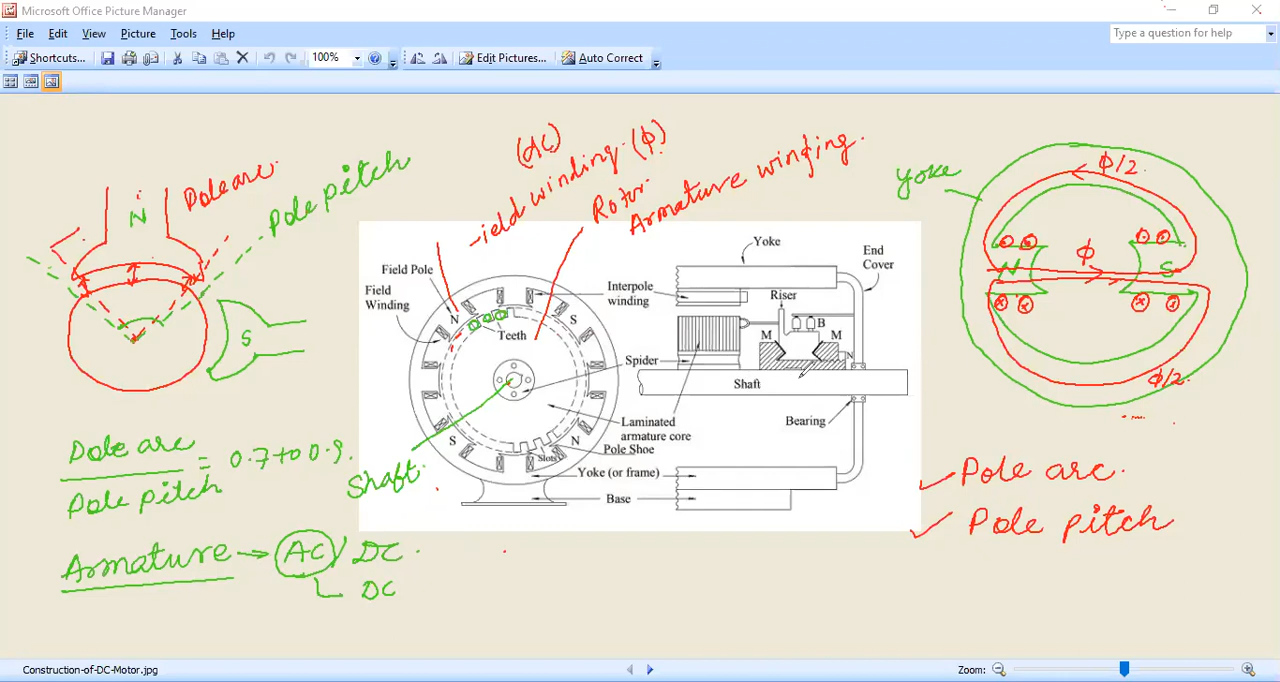 Microsoft Office Picture Manager
File Edit View Picture Tools Help
Type a question for help
Shortcuts... 100% Edit Pictures... Auto Correct
(AC)
field winding (ϕ)
Rotor
Armature winding
Pole arc
Pole pitch
N
S
Yoke
ϕ/2
ϕ
N
S
ϕ/2
Field Pole
Field
Winding
N
S
Teeth
S
N
Slots
Interpole
winding
Spider
Laminated
armature core
Pole Shoe
Yoke (or frame)
Base
Yoke
End
Cover
Riser
B
M
M
N
Shaft
Bearing
Shaft
Pole arc
Pole pitch
= 0.7 to 0.9.
Armature → AC / DC
DC
✓ Pole arc.
✓ Pole pitch
Construction-of-DC-Motor.jpg
Zoom: